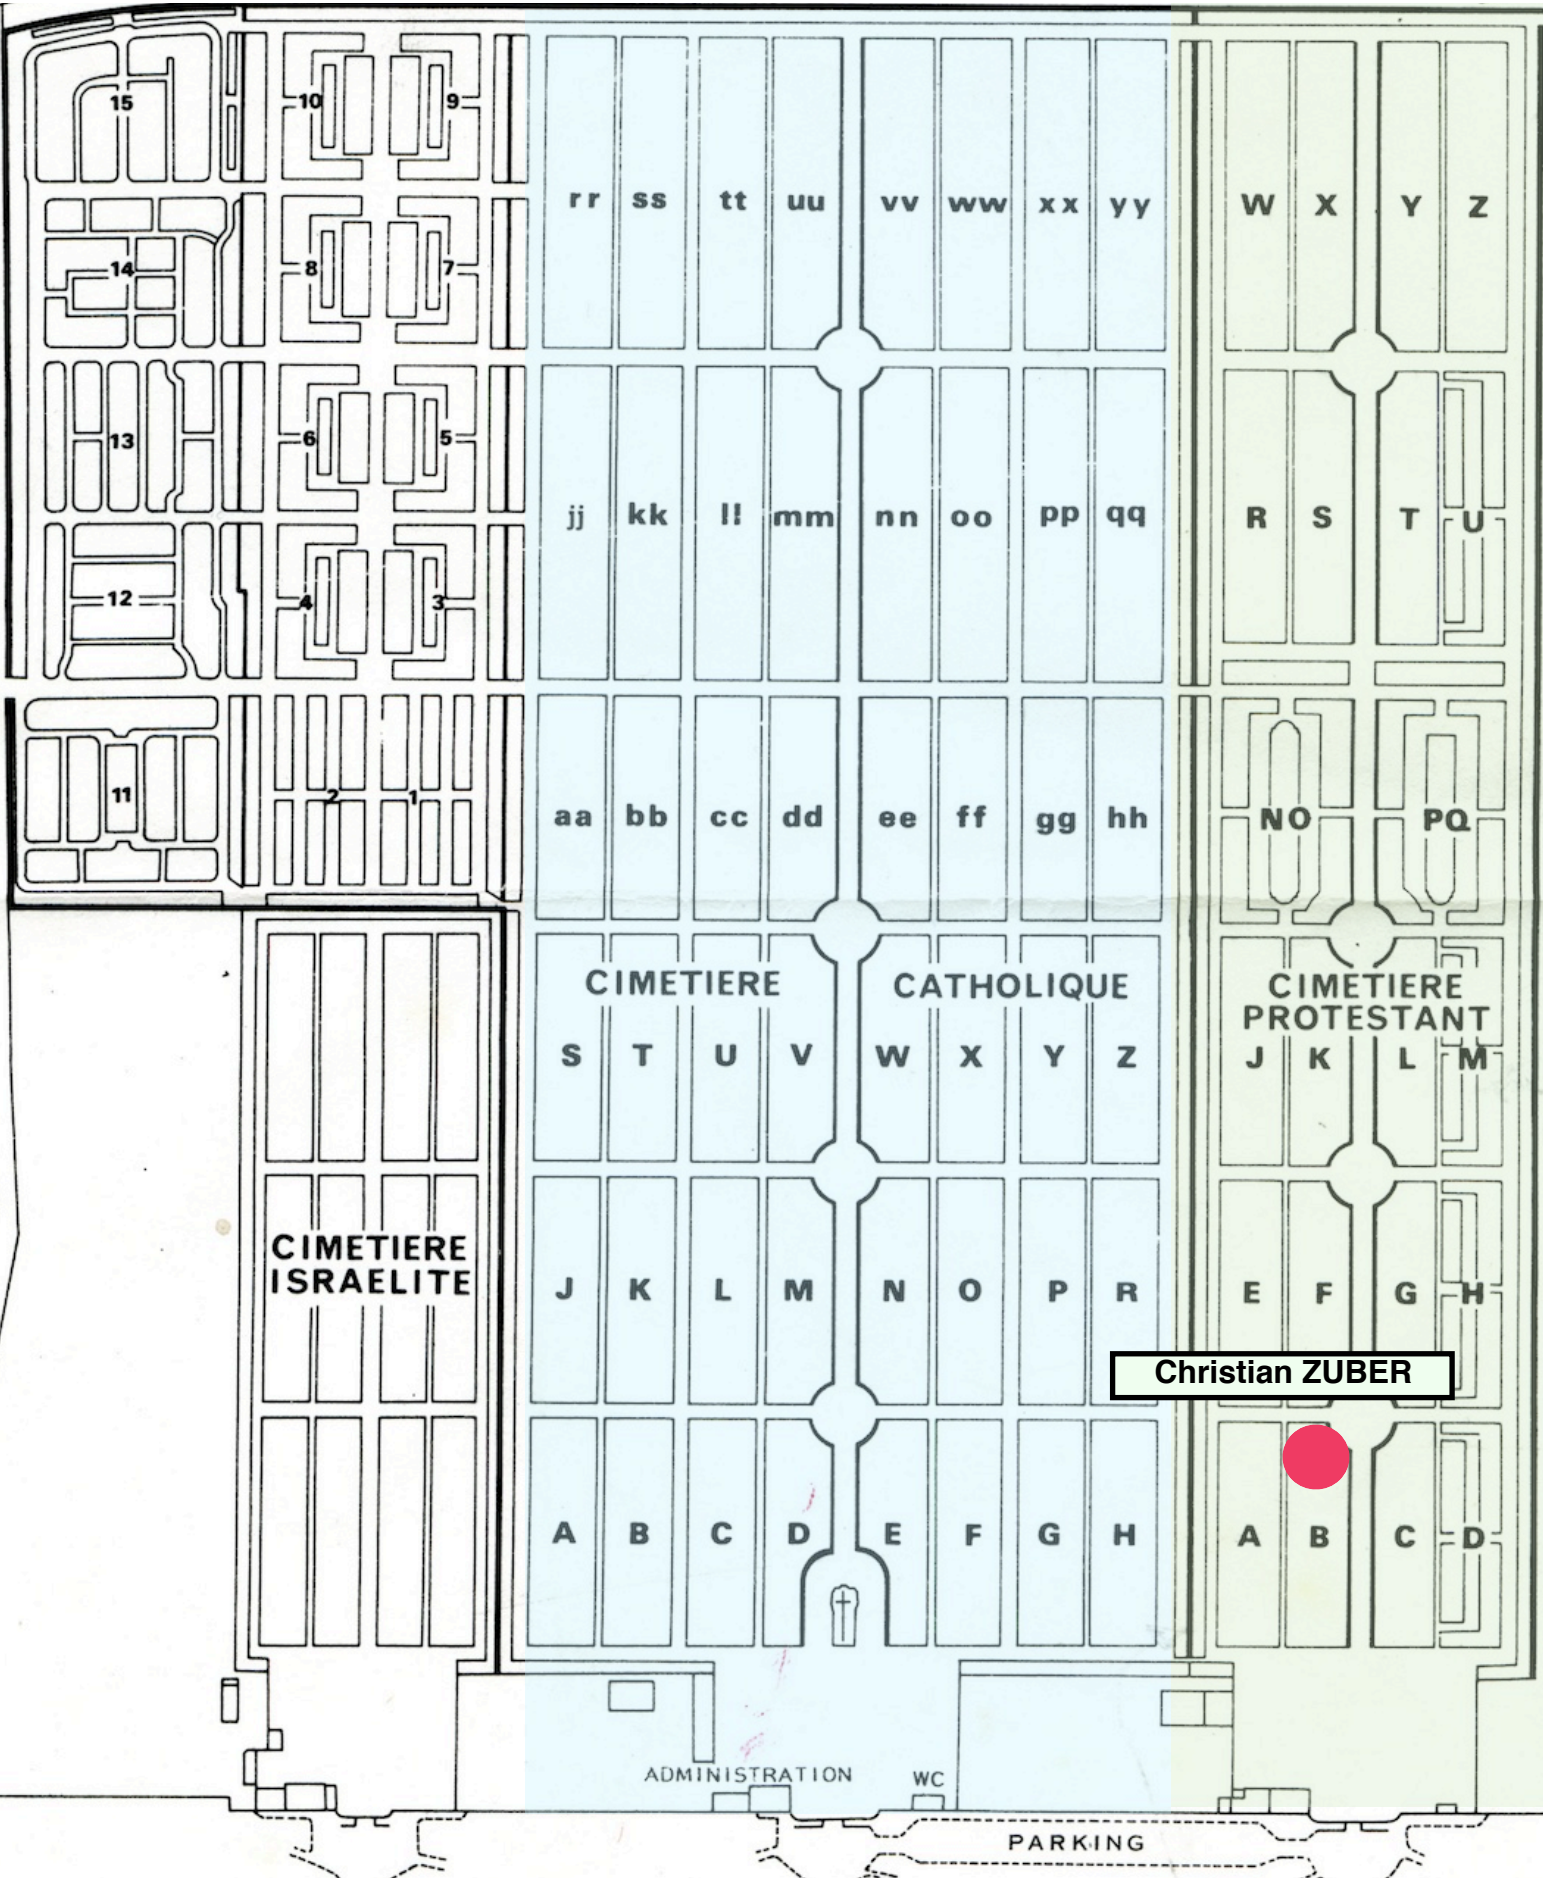 15
10
9
rr ss tt uu vv ww xx yy
W X Y Z
14
8
7
13
6
5
jj kk ll mm nn oo pp qq
R S T U
12
4
3
11
2
1
aa bb cc dd ee ff gg hh
NO PQ
CIMETIERE CATHOLIQUE
CIMETIERE
PROTESTANT
S T U V W X Y Z
J K L M
CIMETIERE
ISRAELITE
J K L M N O P R
E F G H
Christian ZUBER
A B C D E F G H
A B C D
ADMINISTRATION
WC
PARKING